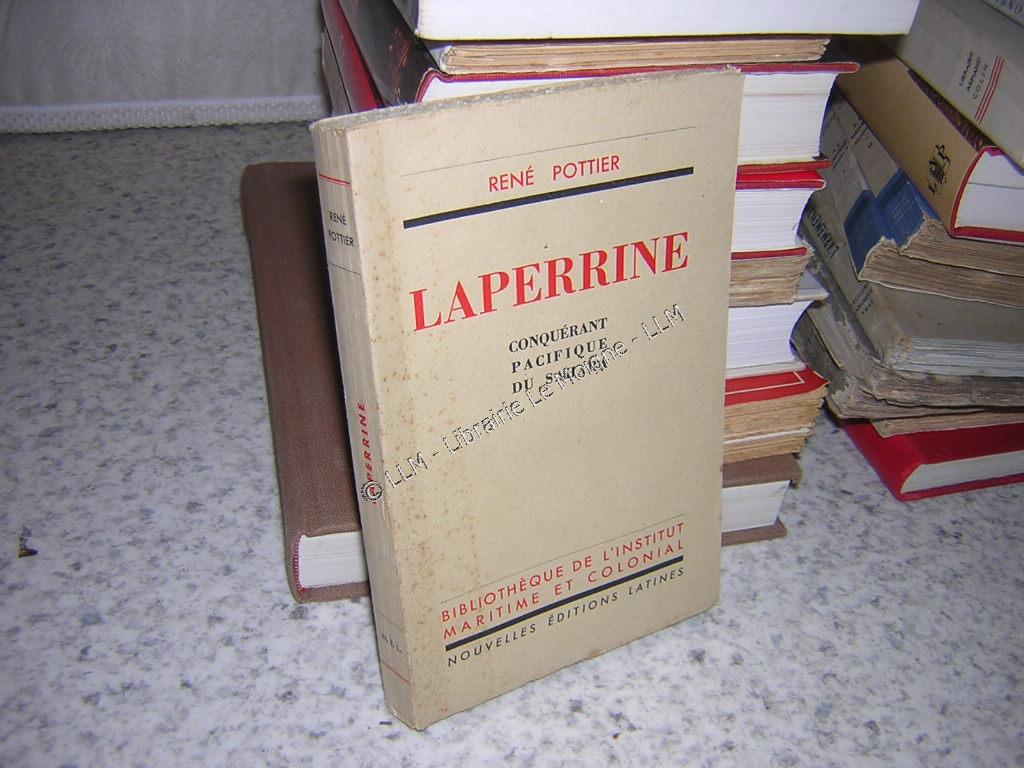 RENÉ POTTIER
LAPERRINE
CONQUÉRANT
PACIFIQUE
DU
BIBLIOTHÈQUE DE L'INSTITUT
MARITIME ET COLONIAL
NOUVELLES ÉDITIONS LATINES
RENÉ
POTTIER
LAPERRINE
N.E.L.
© LLM - Librairie Le Moigne - LLM
LIBRAIRIE
ARMAND
COLIN